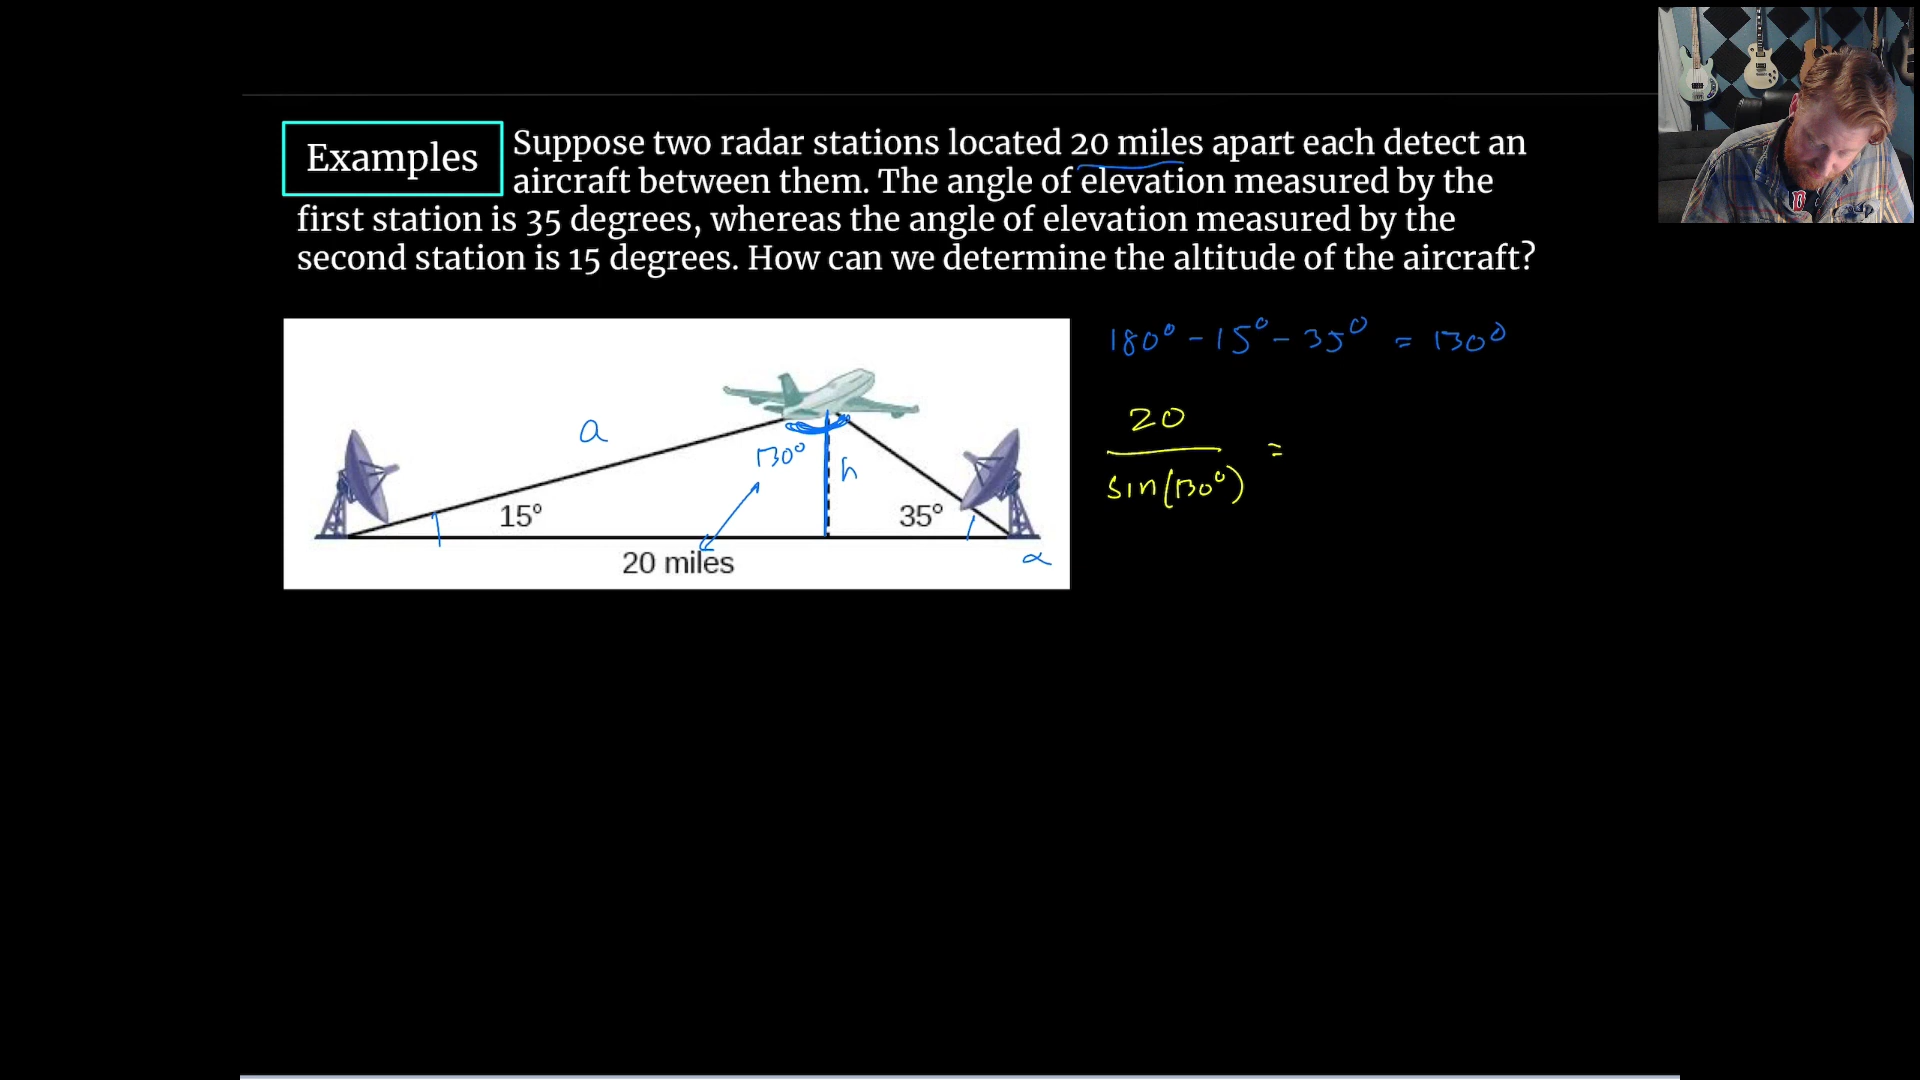 Examples
Suppose two radar stations located 20 miles apart each detect an
aircraft between them. The angle of elevation measured by the
first station is 35 degrees, whereas the angle of elevation measured by the
second station is 15 degrees. How can we determine the altitude of the aircraft?
180° - 15° - 35° = 130°
20
sin(130°)
=
a
130°
h
15°
35°
20 miles
α